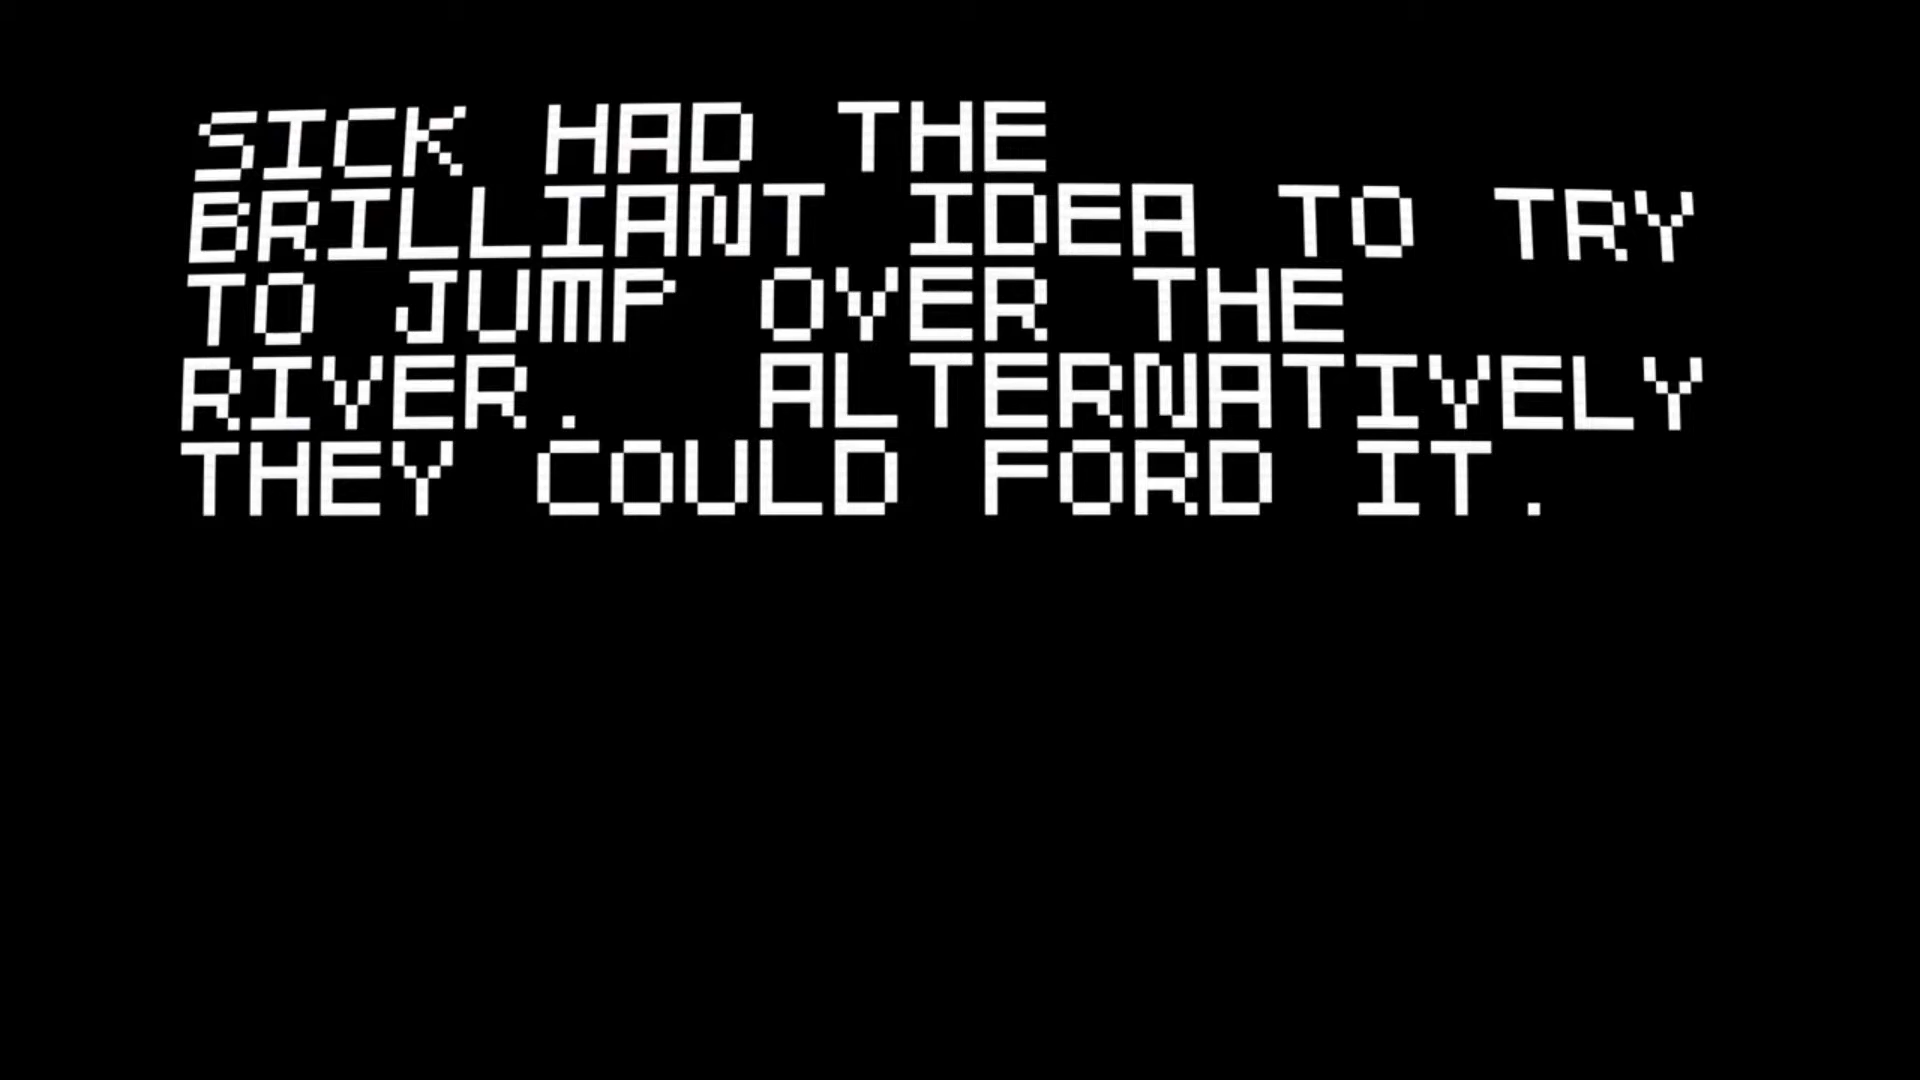 SICK HAD THE
BRILLIANT IDEA TO TRY
TO JUMP OVER THE
RIVER.  ALTERNATIVELY
THEY COULD FORD IT.